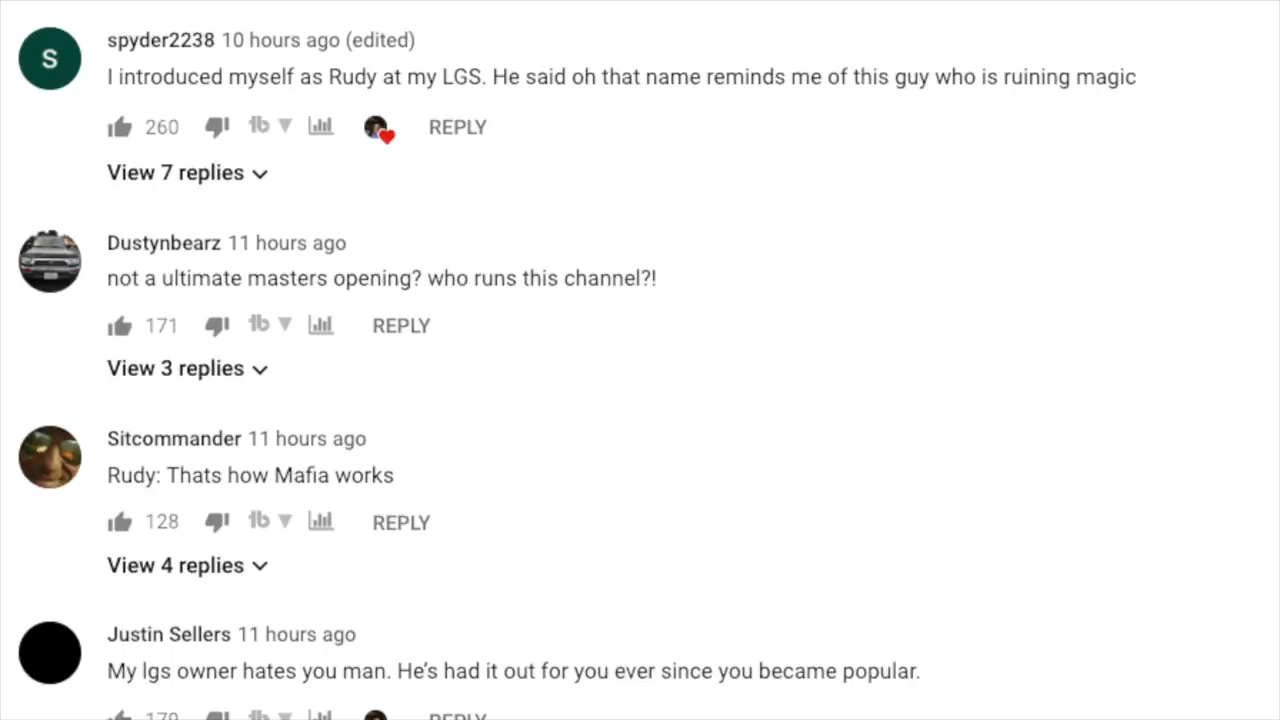 S
spyder2238 10 hours ago (edited)
I introduced myself as Rudy at my LGS. He said oh that name reminds me of this guy who is ruining magic
260 REPLY
View 7 replies
Dustynbearz 11 hours ago
not a ultimate masters opening? who runs this channel?!
171 REPLY
View 3 replies
Sitcommander 11 hours ago
Rudy: Thats how Mafia works
128 REPLY
View 4 replies
Justin Sellers 11 hours ago
My lgs owner hates you man. He’s had it out for you ever since you became popular.
179 REPLY